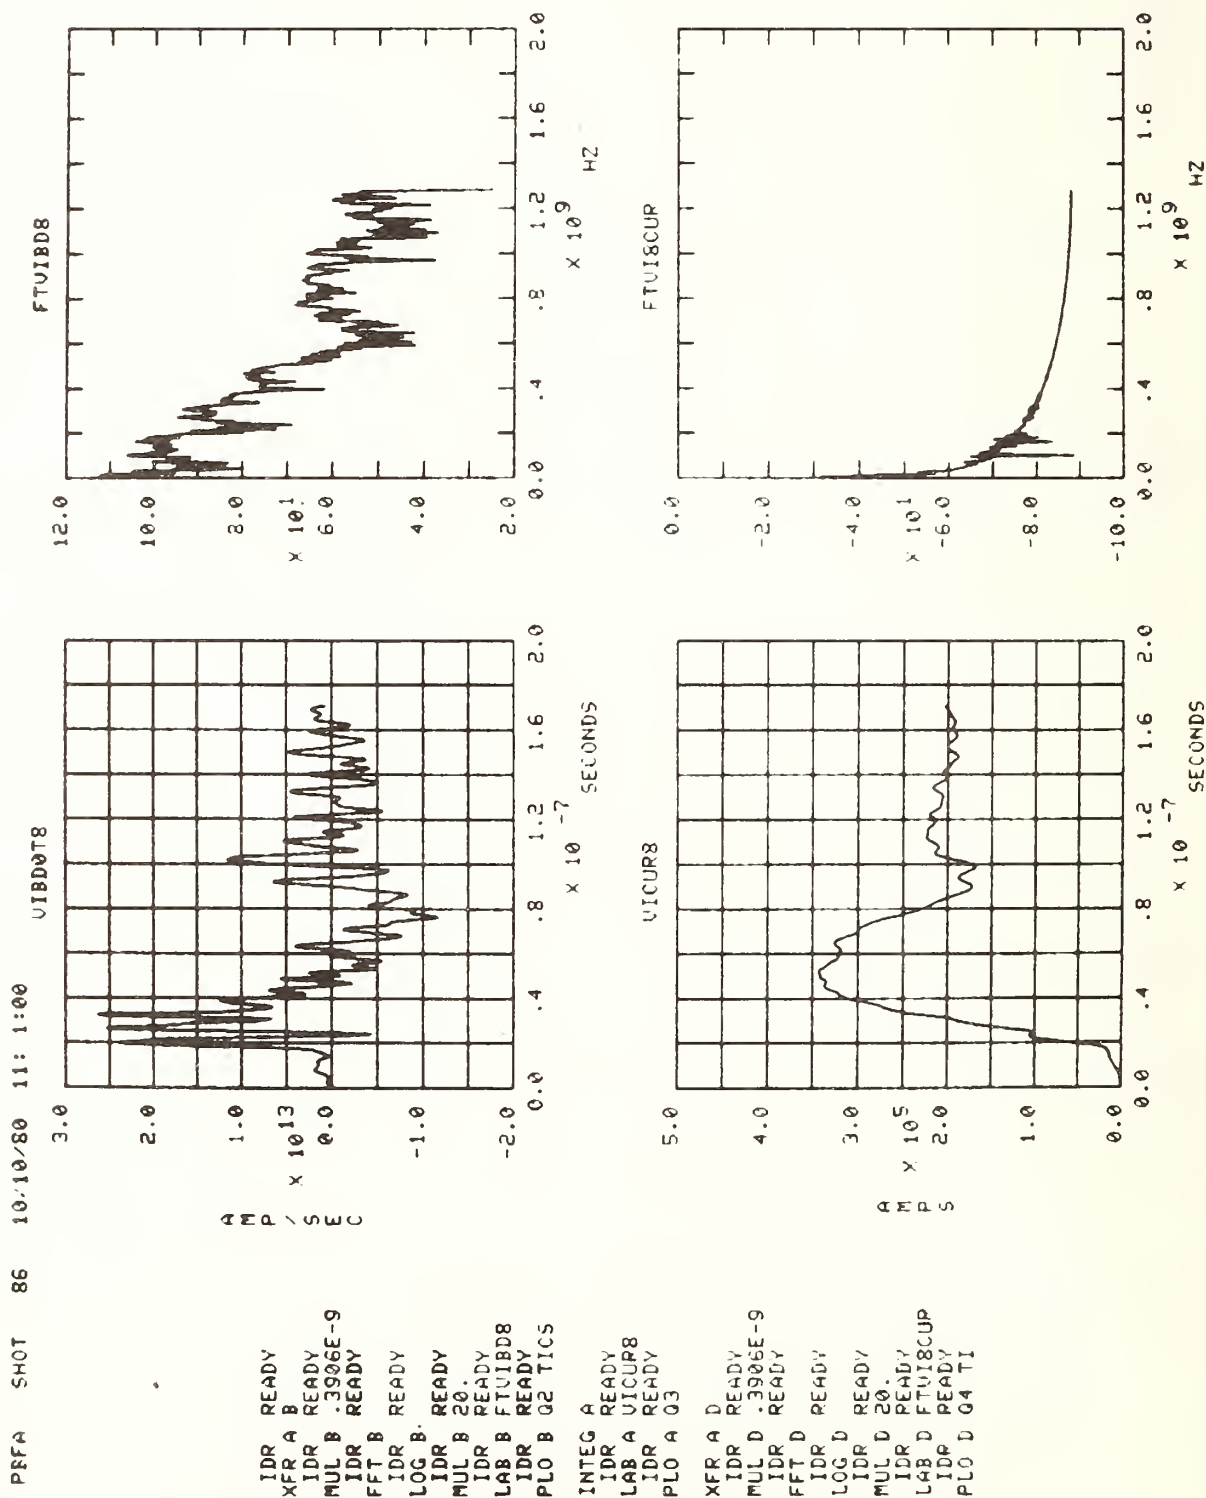 PBFA SHOT 86 10/10/80 11: 1:00
IDR READY
XFR A B
IDR READY
MUL B .3906E-9
IDR READY
FFT B
IDR READY
LOG B
IDR READY
MUL B 20.
IDR READY
LAB B FTVIBD8
IDR READY
PLO B Q2 TICS
INTEG A
IDR READY
LAB A VICUR8
IDR READY
PLO A Q3
XFR A D
IDR READY
MUL D .3906E-9
IDR READY
FFT D
IDR READY
LOG D
IDR READY
MUL D 20.
IDR READY
LAB D FTVI8CUR
IDR READY
PLO D Q4 TI
VIBDOT8
AMP/SEC
X 10 13
3.0
2.0
1.0
0.0
-1.0
-2.0
0.0 .4 .8 1.2 1.6 2.0
X 10 -7
SECONDS
FTVIBD8
X 10 1
12.0
10.0
8.0
6.0
4.0
2.0
0.0 .4 .8 1.2 1.6 2.0
X 10 9
HZ
VICUR8
AMPS
X 10 5
5.0
4.0
3.0
2.0
1.0
0.0
0.0 .4 .8 1.2 1.6 2.0
X 10 -7
SECONDS
FTVI8CUR
X 10 1
0.0
-2.0
-4.0
-6.0
-8.0
-10.0
0.0 .4 .8 1.2 1.6 2.0
X 10 9
HZ